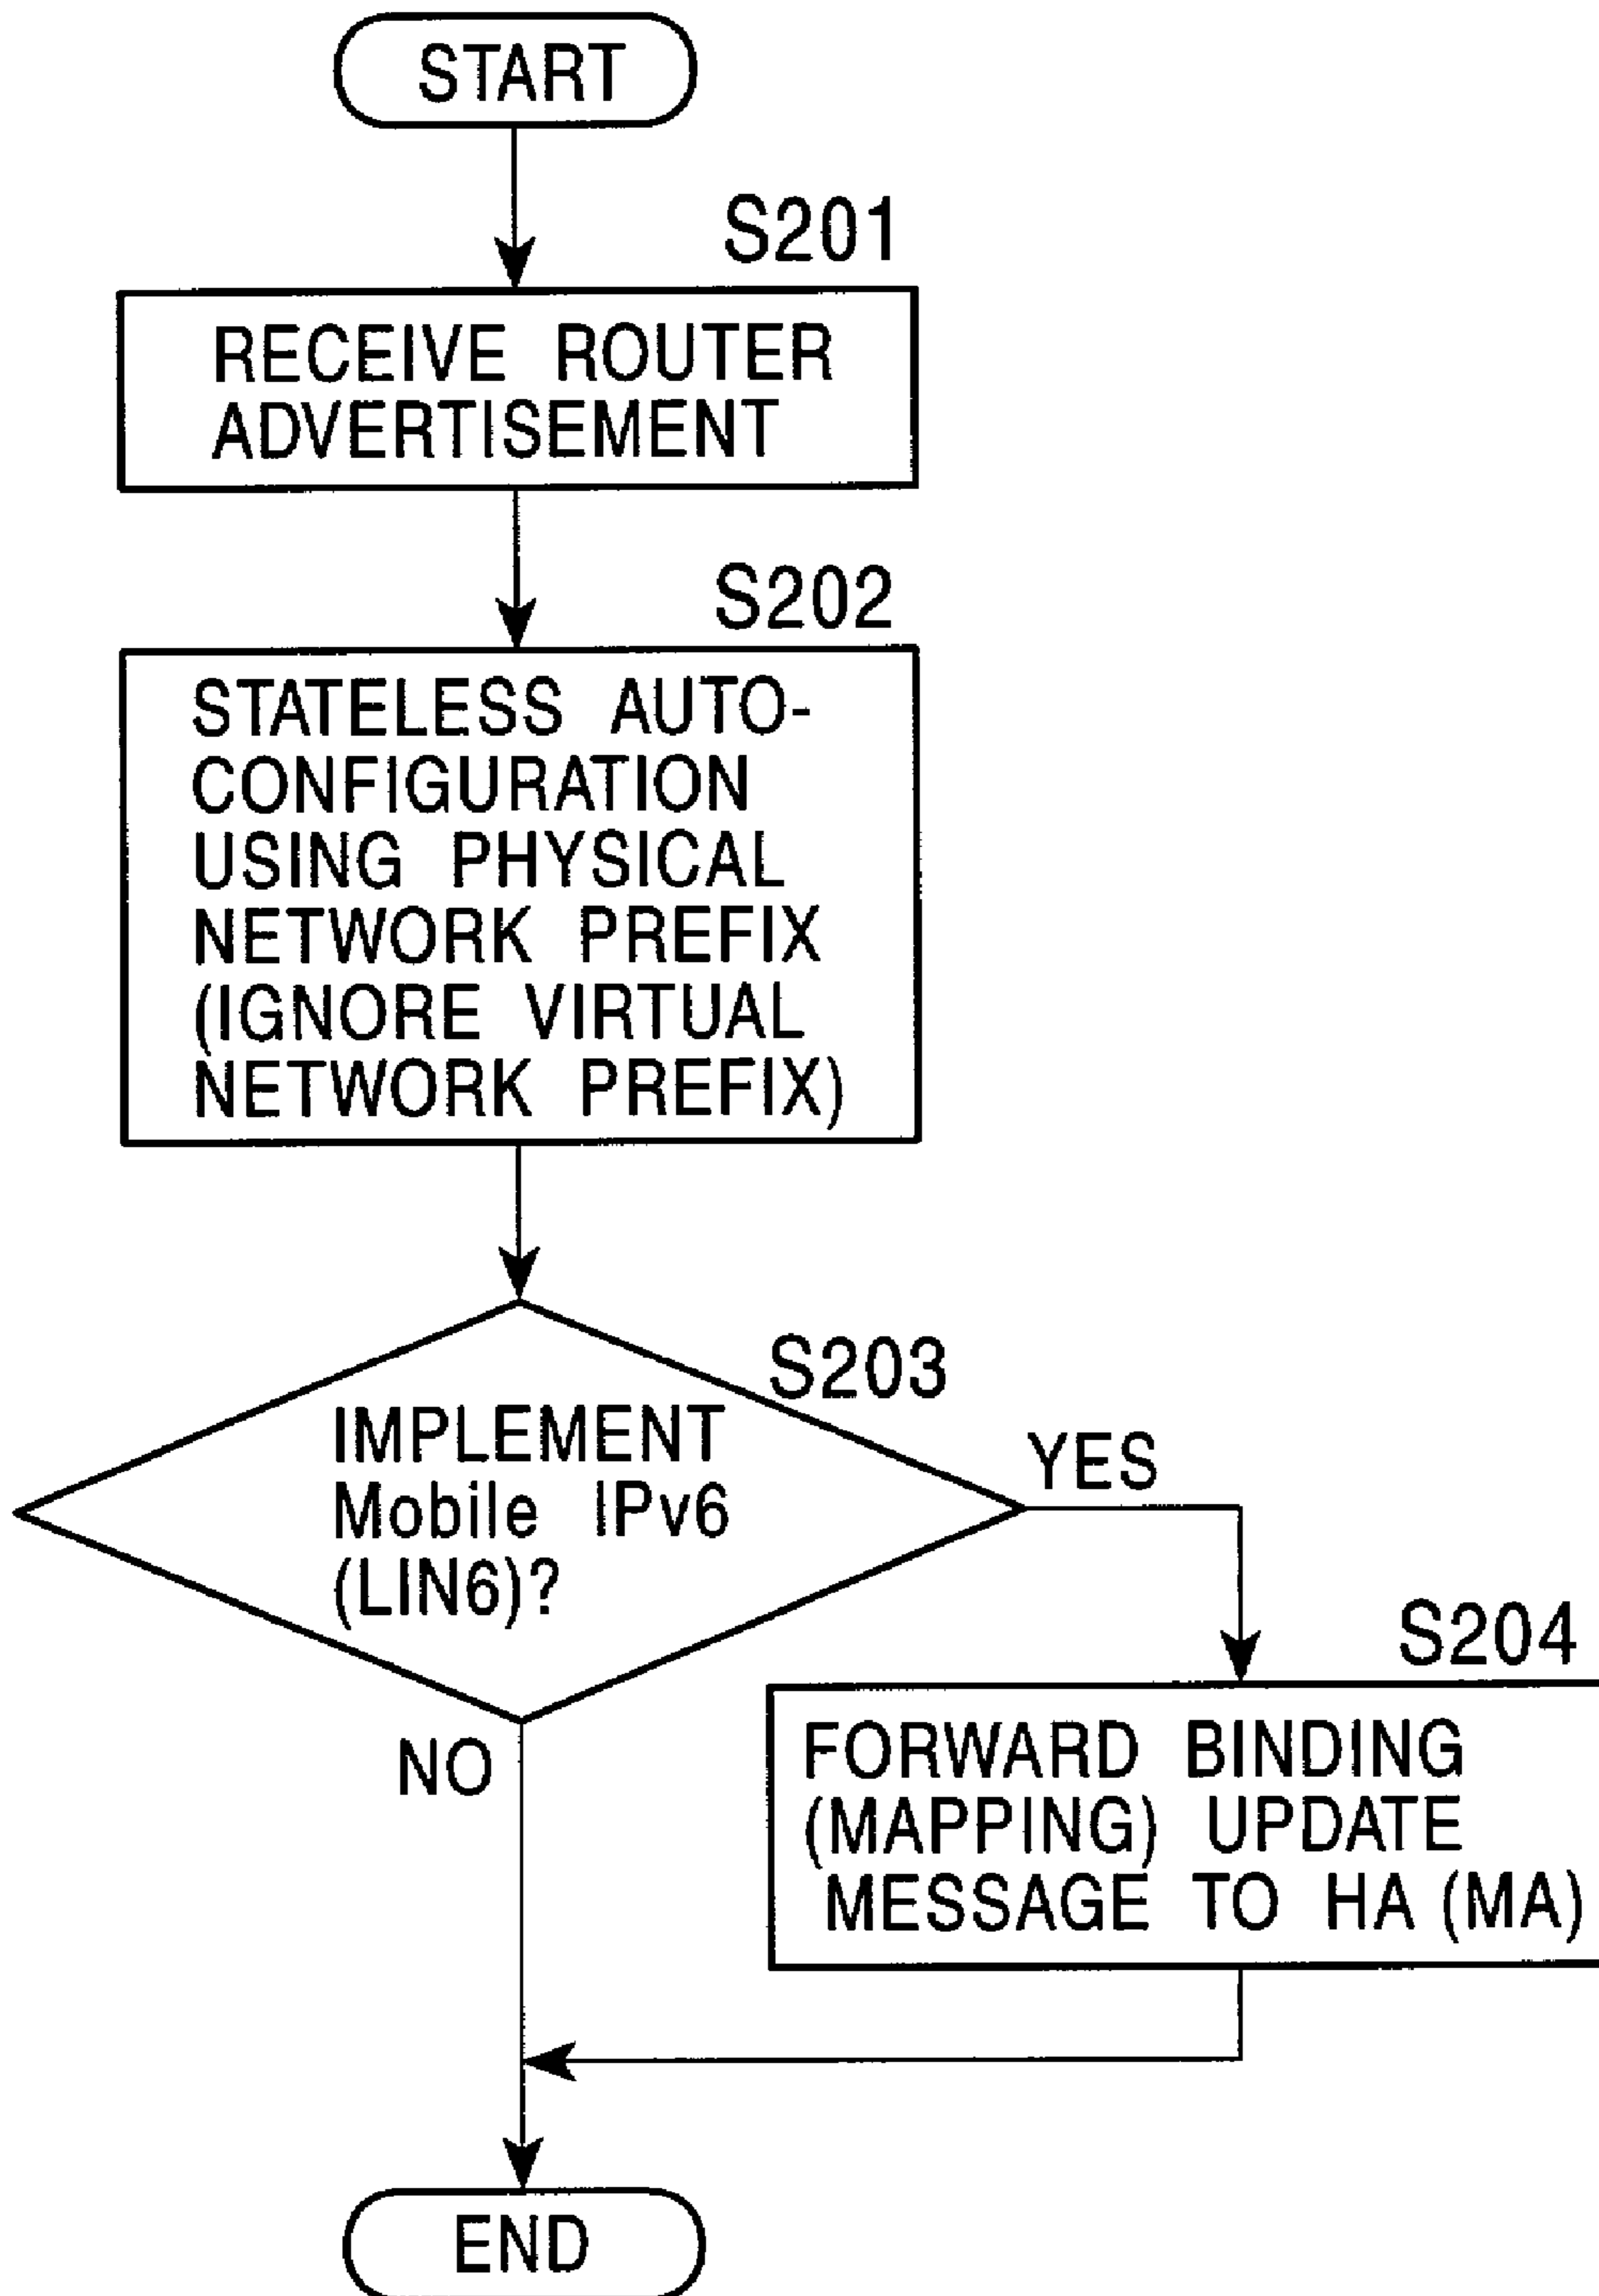 START
S201
RECEIVE ROUTER
ADVERTISEMENT
S202
STATELESS AUTO-
CONFIGURATION
USING PHYSICAL
NETWORK PREFIX
(IGNORE VIRTUAL
NETWORK PREFIX)
S203
IMPLEMENT
Mobile IPv6
(LIN6)?
YES
NO
S204
FORWARD BINDING
(MAPPING) UPDATE
MESSAGE TO HA (MA)
END